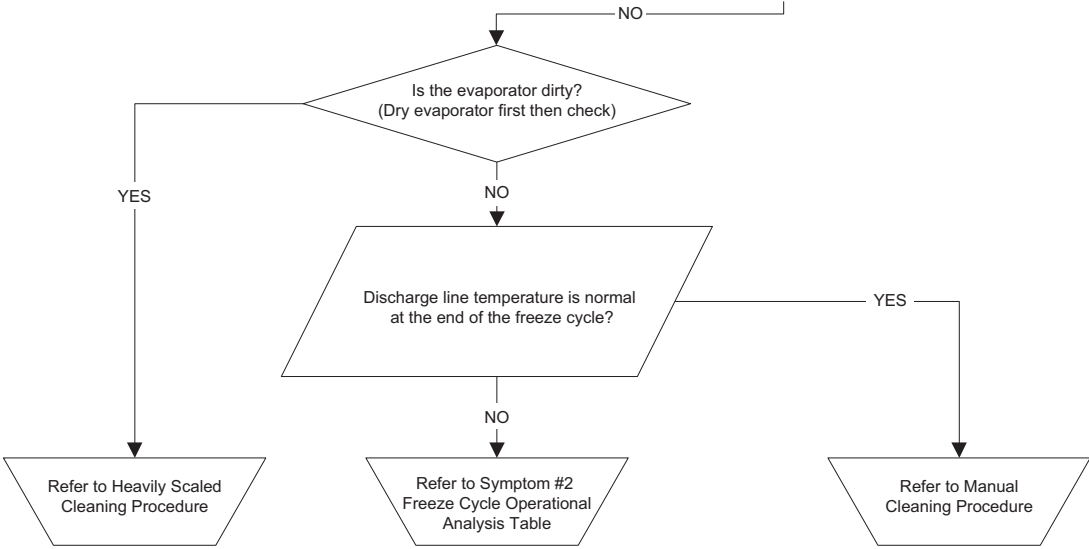 NO
Is the evaporator dirty?
(Dry evaporator first then check)
YES
NO
Discharge line temperature is normal
at the end of the freeze cycle?
YES
NO
Refer to Heavily Scaled
Cleaning Procedure
Refer to Symptom #2
Freeze Cycle Operational
Analysis Table
Refer to Manual
Cleaning Procedure